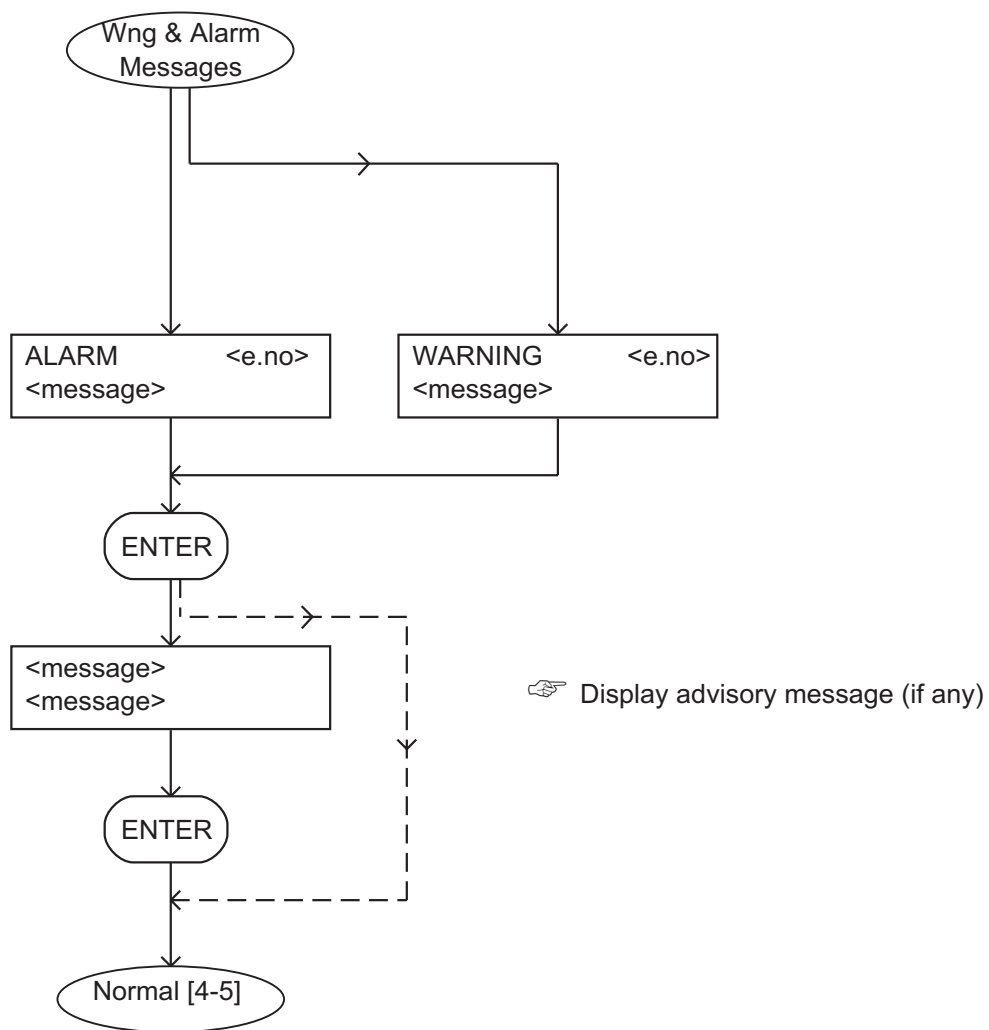 Wng & Alarm
Messages
ALARM <e.no>
<message>
WARNING <e.no>
<message>
ENTER
<message>
<message>
☞ Display advisory message (if any)
ENTER
Normal [4-5]